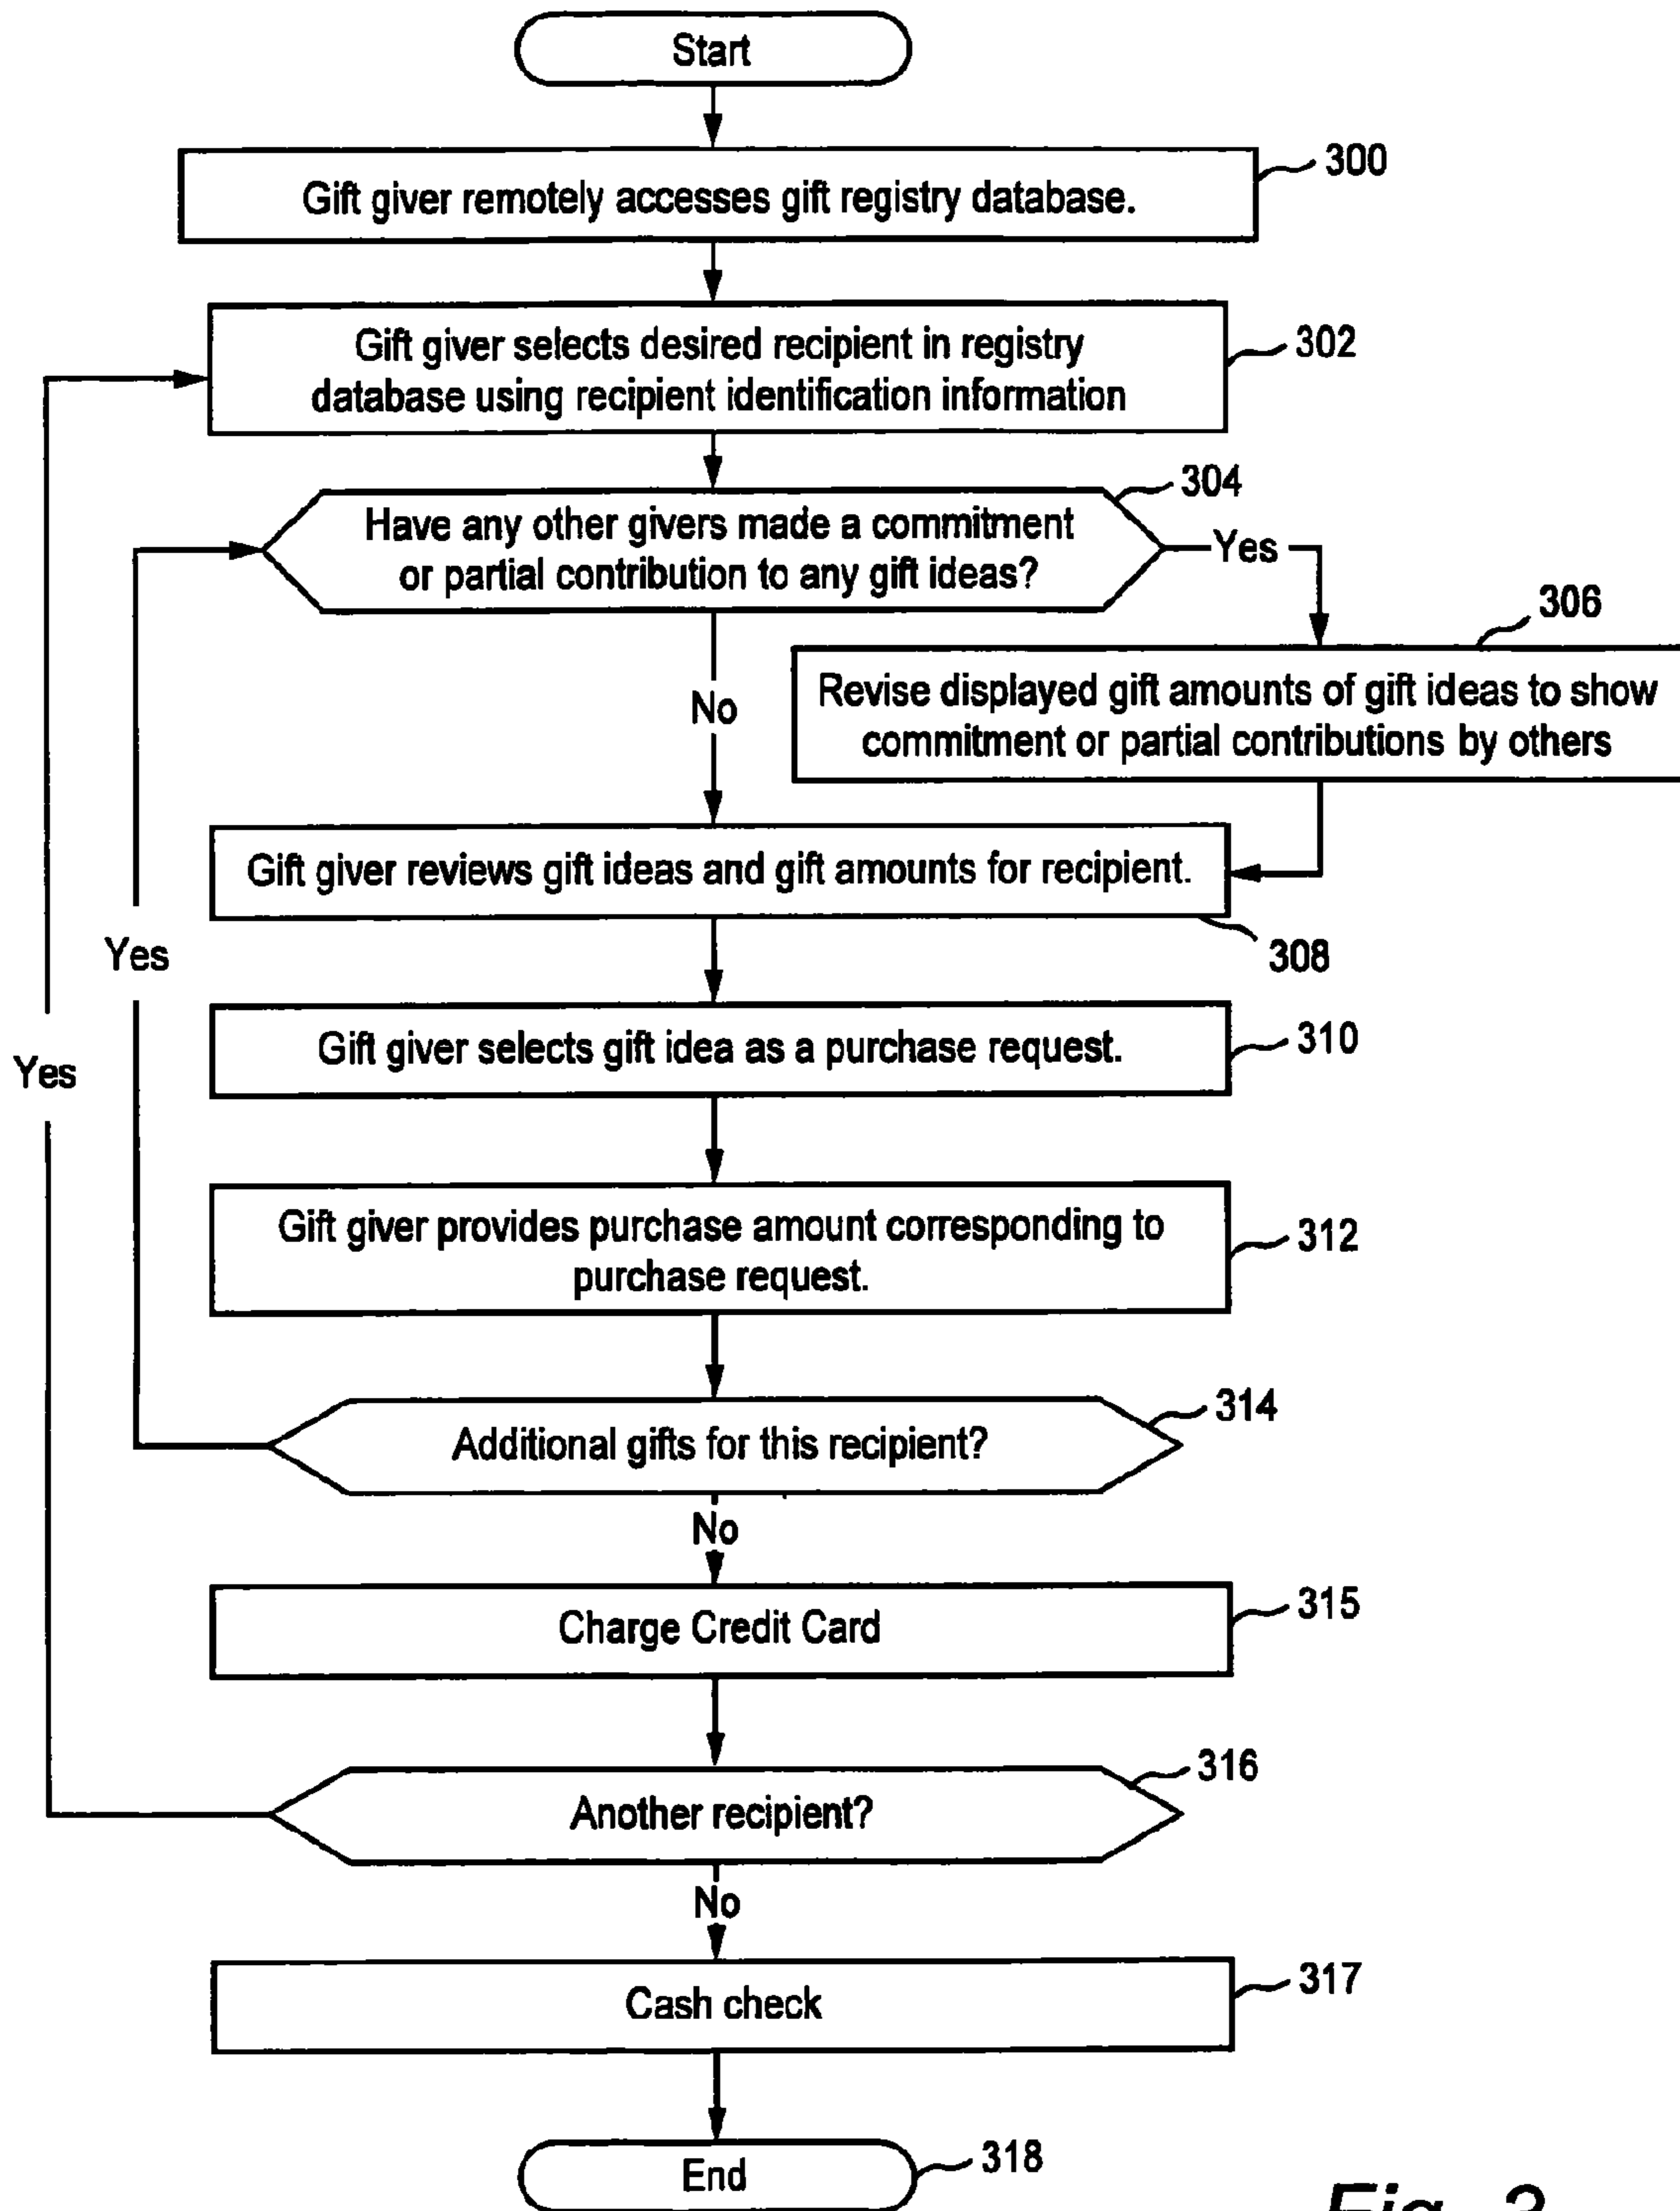 Start
Gift giver remotely accesses gift registry database.
300
Gift giver selects desired recipient in registry
database using recipient identification information
302
Have any other givers made a commitment
or partial contribution to any gift ideas?
304
Yes
306
Revise displayed gift amounts of gift ideas to show
commitment or partial contributions by others
No
Gift giver reviews gift ideas and gift amounts for recipient.
308
Yes
Gift giver selects gift idea as a purchase request.
310
Yes
Gift giver provides purchase amount corresponding to
purchase request.
312
Additional gifts for this recipient?
314
No
Charge Credit Card
315
Another recipient?
316
No
Cash check
317
End
318
Fig.